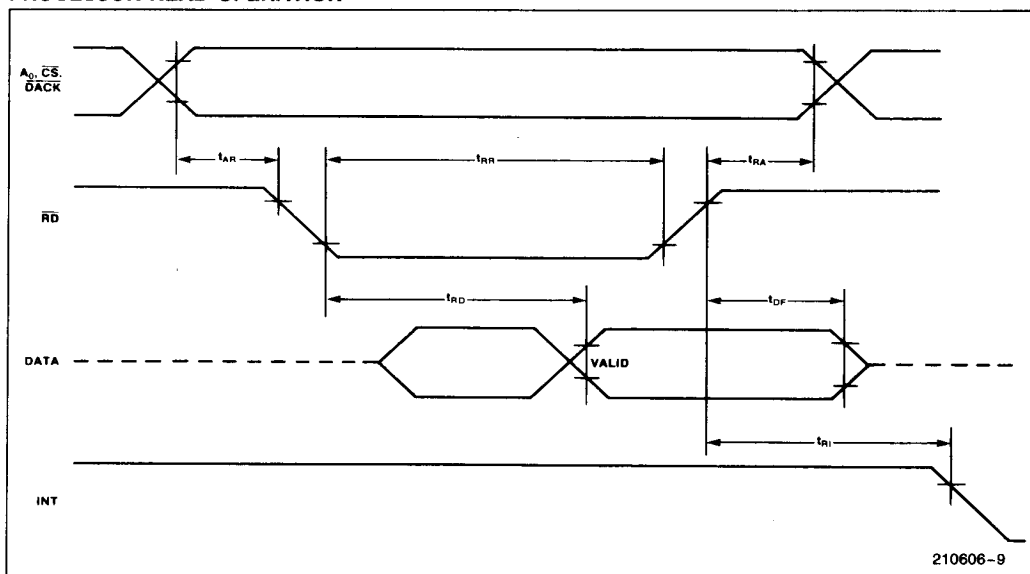 A0, CS,
DACK
tAR
tRR
tRA
RD
tRD
tDF
DATA
VALID
tRI
INT
210606-9